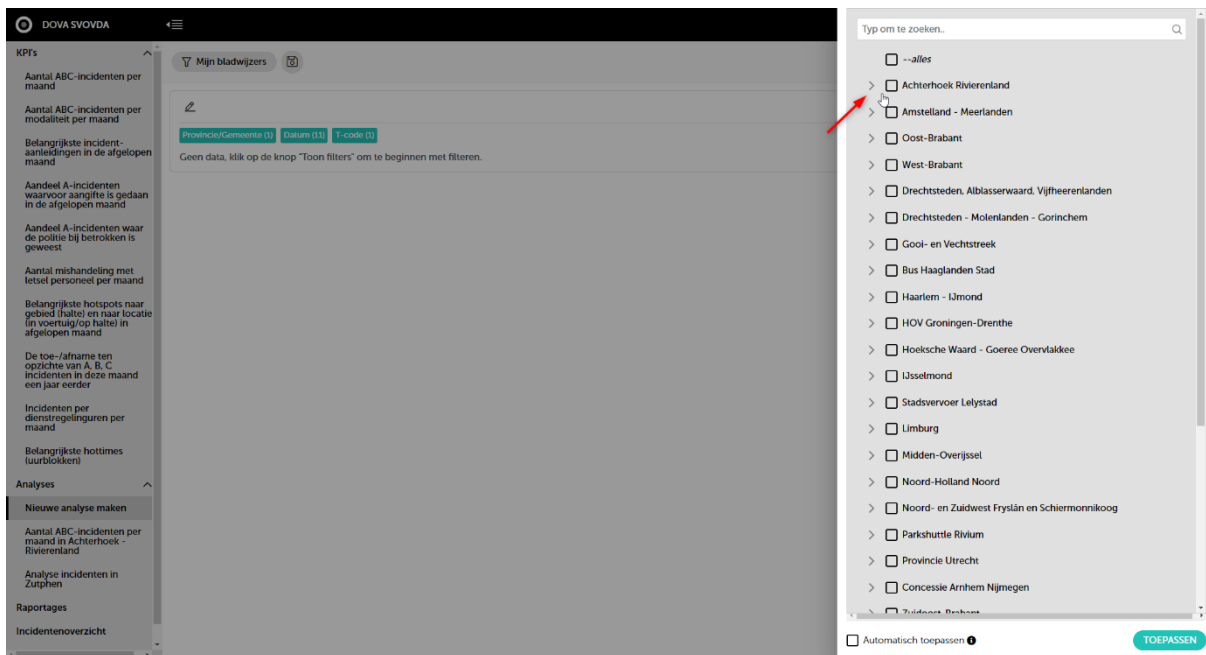 DOVA SVOVDA
KPI's
Aantal ABC-incidenten per
maand
Aantal ABC-incidenten per
modaliteit per maand
Belangrijkste incident-
aanleidingen in de afgelopen
maand
Aandeel A-incidenten
waarvoor aangifte is gedaan
in de afgelopen maand
Aandeel A-incidenten waar
de politie bij betrokken is
geweest
Aantal mishandeling met
letsel personeel per maand
Belangrijkste hotspots naar
gebied (halte) en naar locatie
(in voertuig/op halte) in
afgelopen maand
De toe-/afname ten
opzichte van A, B, C
incidenten in deze maand
een jaar eerder
Incidenten per
dienstregelinguren per
maand
Belangrijkste hottimes
(uurblokken)
Analyses
Nieuwe analyse maken
Aantal ABC-incidenten per
maand in Achterhoek -
Rivierenland
Analyse incidenten in
Zutphen
Raportages
Incidentenoverzicht
Mijn bladwijzers
Provincie/Gemeente (1) Datum (11) T-code (1)
Geen data, klik op de knop "Toon filters" om te beginnen met filteren.
Typ om te zoeken..
--alles
Achterhoek Rivierenland
Amstelland - Meerlanden
Oost-Brabant
West-Brabant
Drechtsteden, Alblasserwaard, Vijfheerenlanden
Drechtsteden - Molenlanden - Gorinchem
Gooi- en Vechtstreek
Bus Haaglanden Stad
Haarlem - IJmond
HOV Groningen-Drenthe
Hoeksche Waard - Goeree Overvlakkee
IJsselmond
Stadsvervoer Lelystad
Limburg
Midden-Overijssel
Noord-Holland Noord
Noord- en Zuidwest Fryslân en Schiermonnikoog
Parkshuttle Rivium
Provincie Utrecht
Concessie Arnhem Nijmegen
Zuidoost-Brabant
Automatisch toepassen
TOEPASSEN